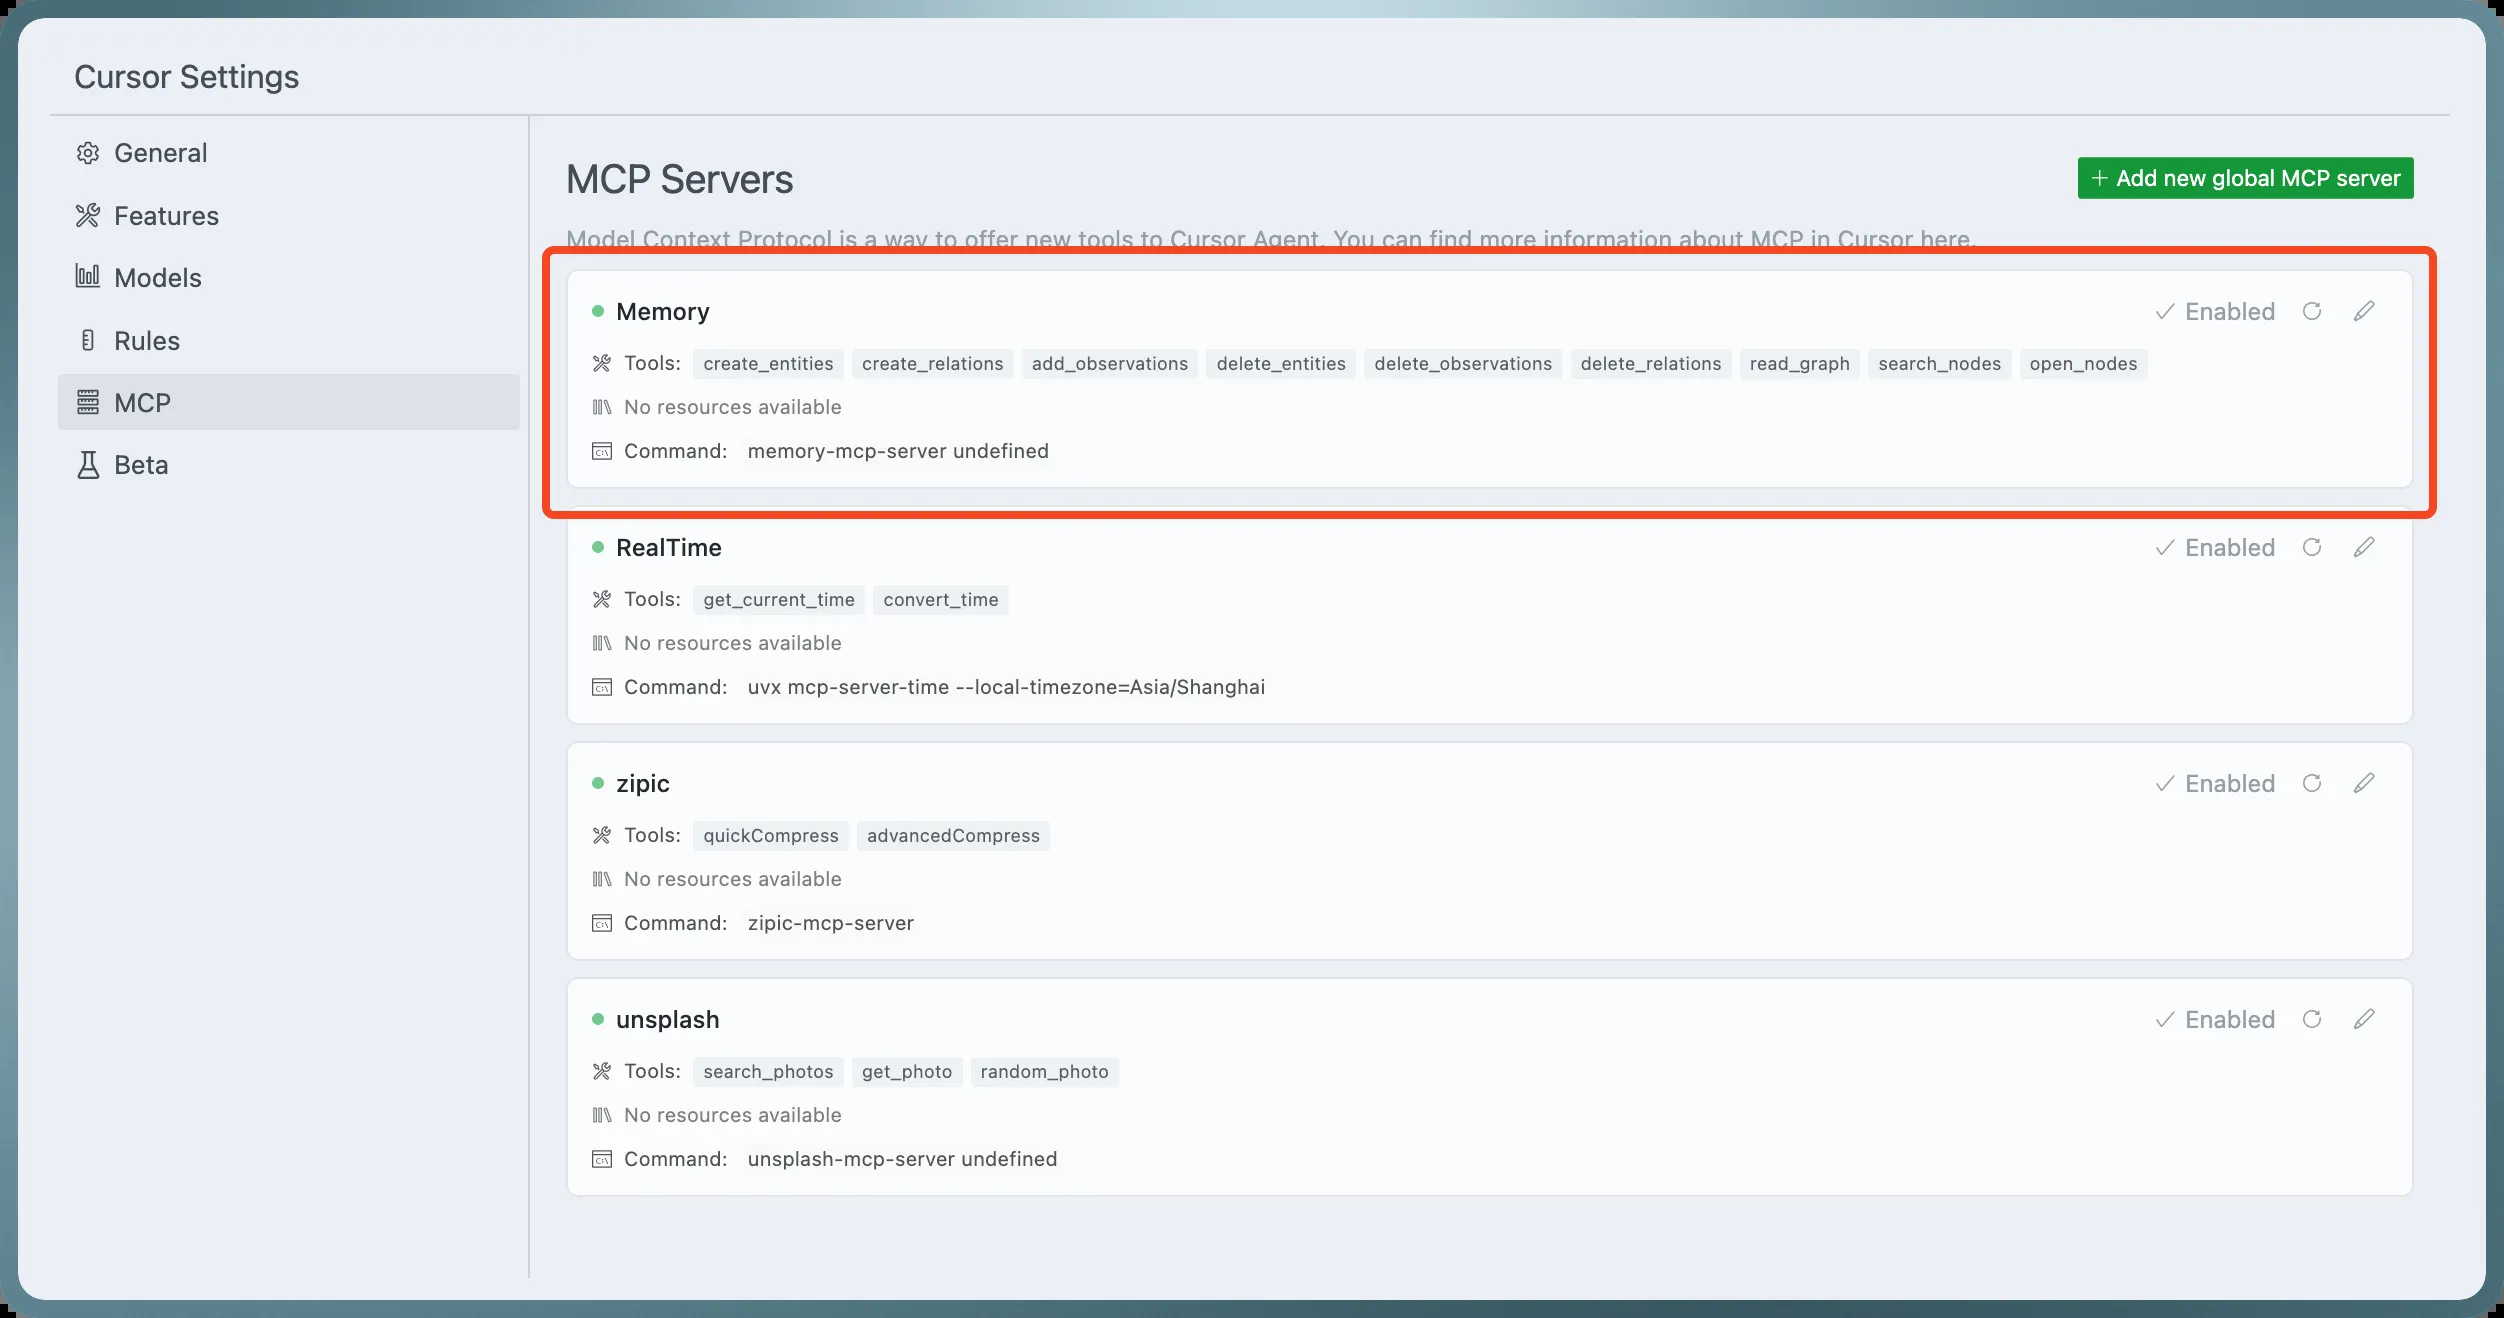 Cursor Settings
General
Features
Models
Rules
MCP
Beta
MCP Servers
+ Add new global MCP server
Model Context Protocol is a way to offer new tools to Cursor Agent. You can find more information about MCP in Cursor here.
Memory
Enabled
Tools: create_entities create_relations add_observations delete_entities delete_observations delete_relations read_graph search_nodes open_nodes
No resources available
Command: memory-mcp-server undefined
RealTime
Enabled
Tools: get_current_time convert_time
No resources available
Command: uvx mcp-server-time --local-timezone=Asia/Shanghai
zipic
Enabled
Tools: quickCompress advancedCompress
No resources available
Command: zipic-mcp-server
unsplash
Enabled
Tools: search_photos get_photo random_photo
No resources available
Command: unsplash-mcp-server undefined